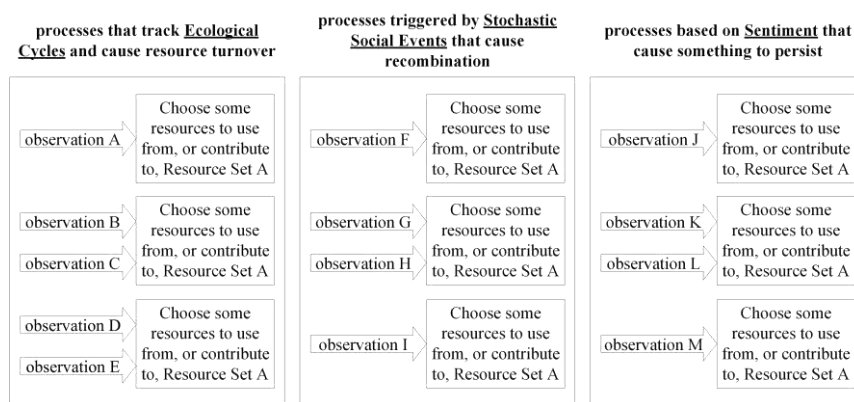 processes that track Ecological
Cycles and cause resource turnover
observation A
Choose some
resources to use
from, or contribute
to, Resource Set A
observation B
observation C
Choose some
resources to use
from, or contribute
to, Resource Set A
observation D
observation E
Choose some
resources to use
from, or contribute
to, Resource Set A
processes triggered by Stochastic
Social Events that cause
recombination
observation F
Choose some
resources to use
from, or contribute
to, Resource Set A
observation G
observation H
Choose some
resources to use
from, or contribute
to, Resource Set A
observation I
Choose some
resources to use
from, or contribute
to, Resource Set A
processes based on Sentiment that
cause something to persist
observation J
Choose some
resources to use
from, or contribute
to, Resource Set A
observation K
observation L
Choose some
resources to use
from, or contribute
to, Resource Set A
observation M
Choose some
resources to use
from, or contribute
to, Resource Set A